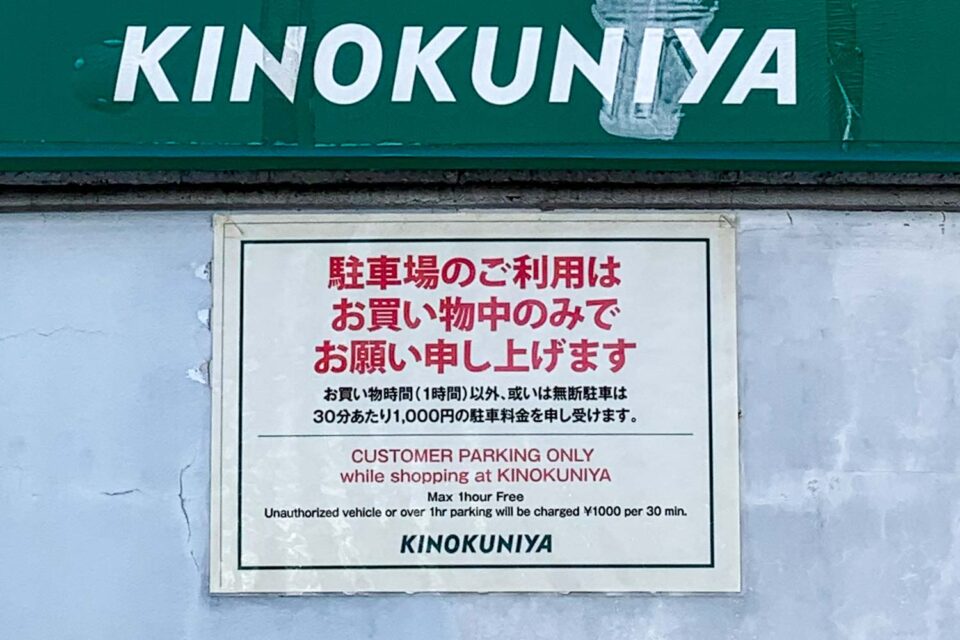 KINOKUNIYA
駐車場のご利用は
お買い物中のみで
お願い申し上げます
お買い物時間(1時間)以外、或いは無断駐車は
30分あたり1,000円の駐車料金を申し受けます。
CUSTOMER PARKING ONLY
while shopping at KINOKUNIYA
Max 1hour Free
Unauthorized vehicle or over 1hr parking will be charged ¥1000 per 30 min.
KINOKUNIYA